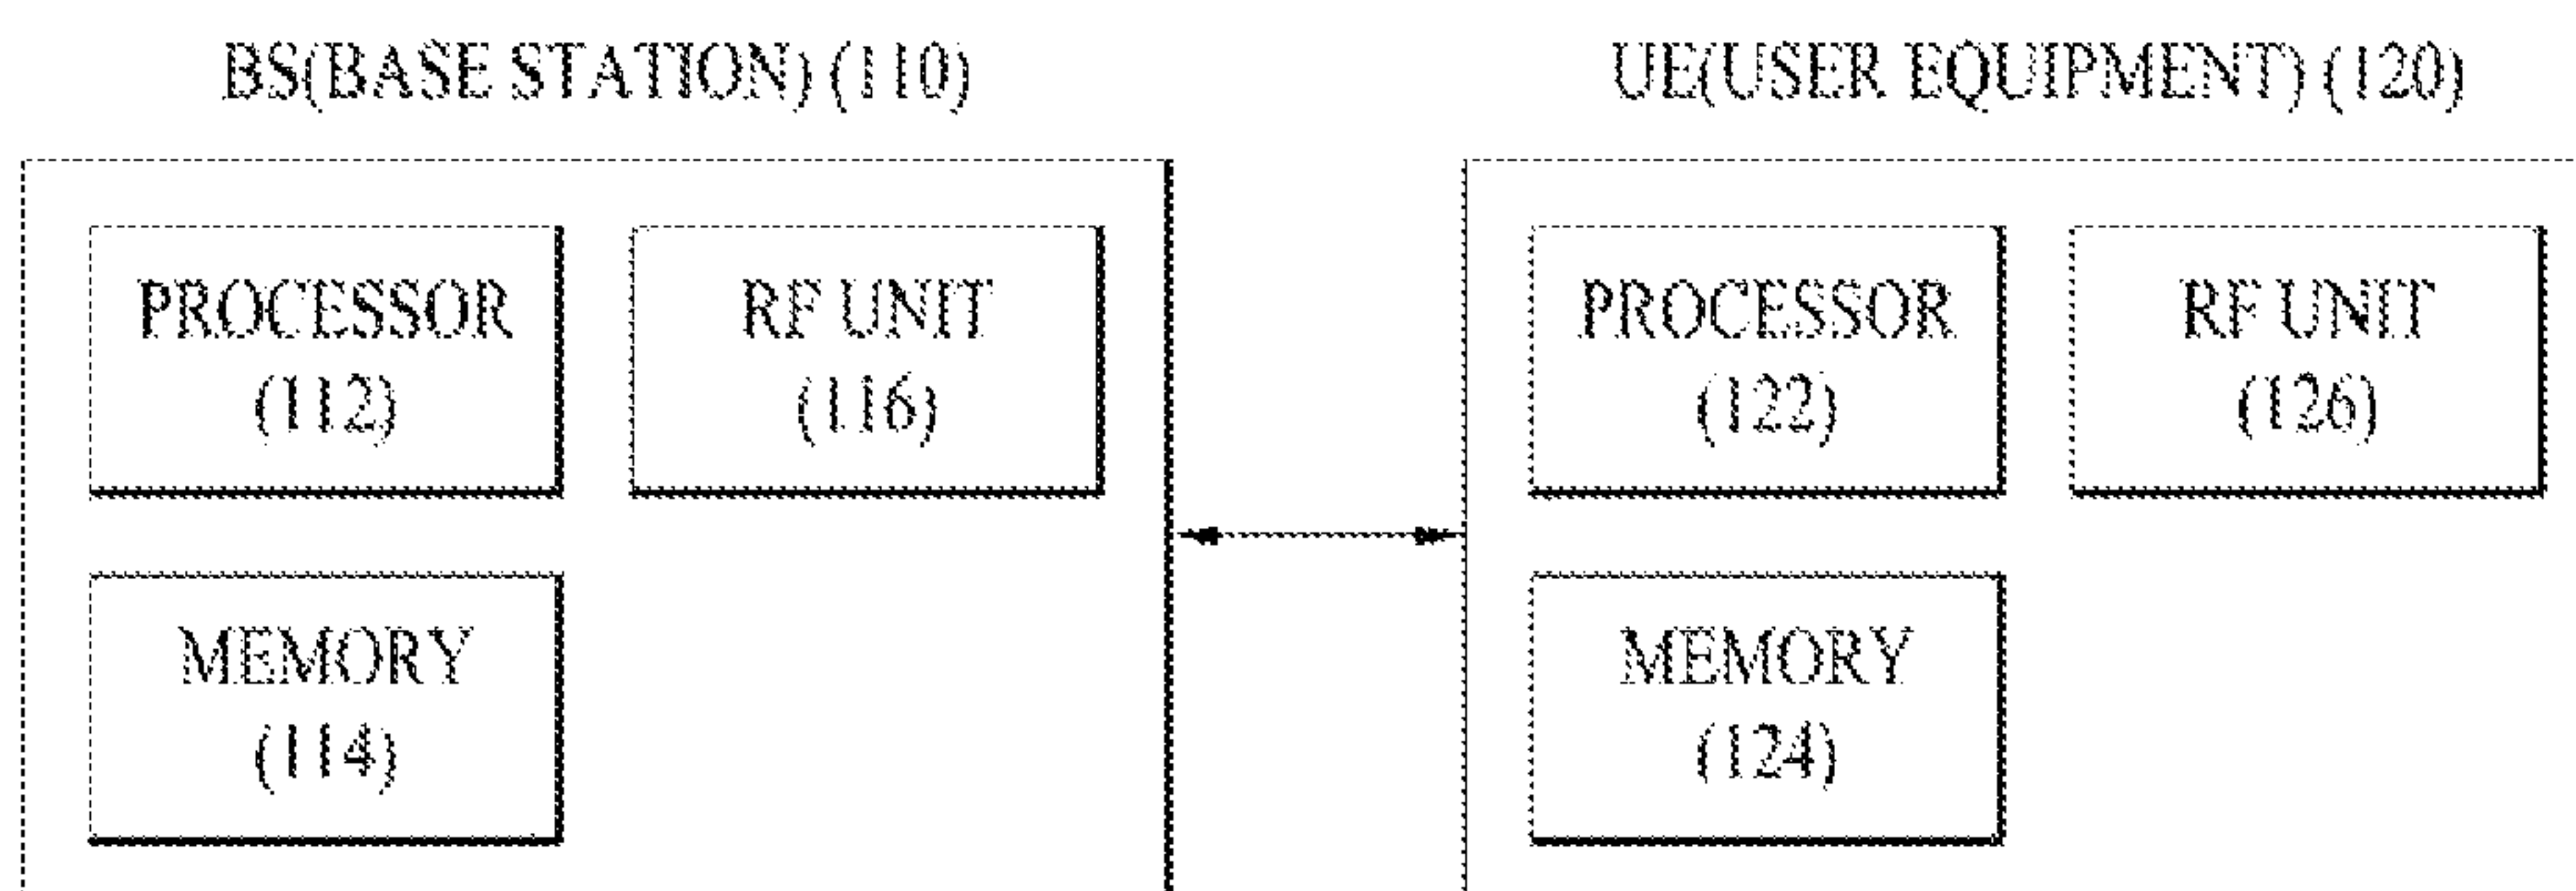 BS(BASE STATION) (110)
PROCESSOR
(112)
RF UNIT
(116)
MEMORY
(114)
UE(USER EQUIPMENT) (120)
PROCESSOR
(122)
RF UNIT
(126)
MEMORY
(124)